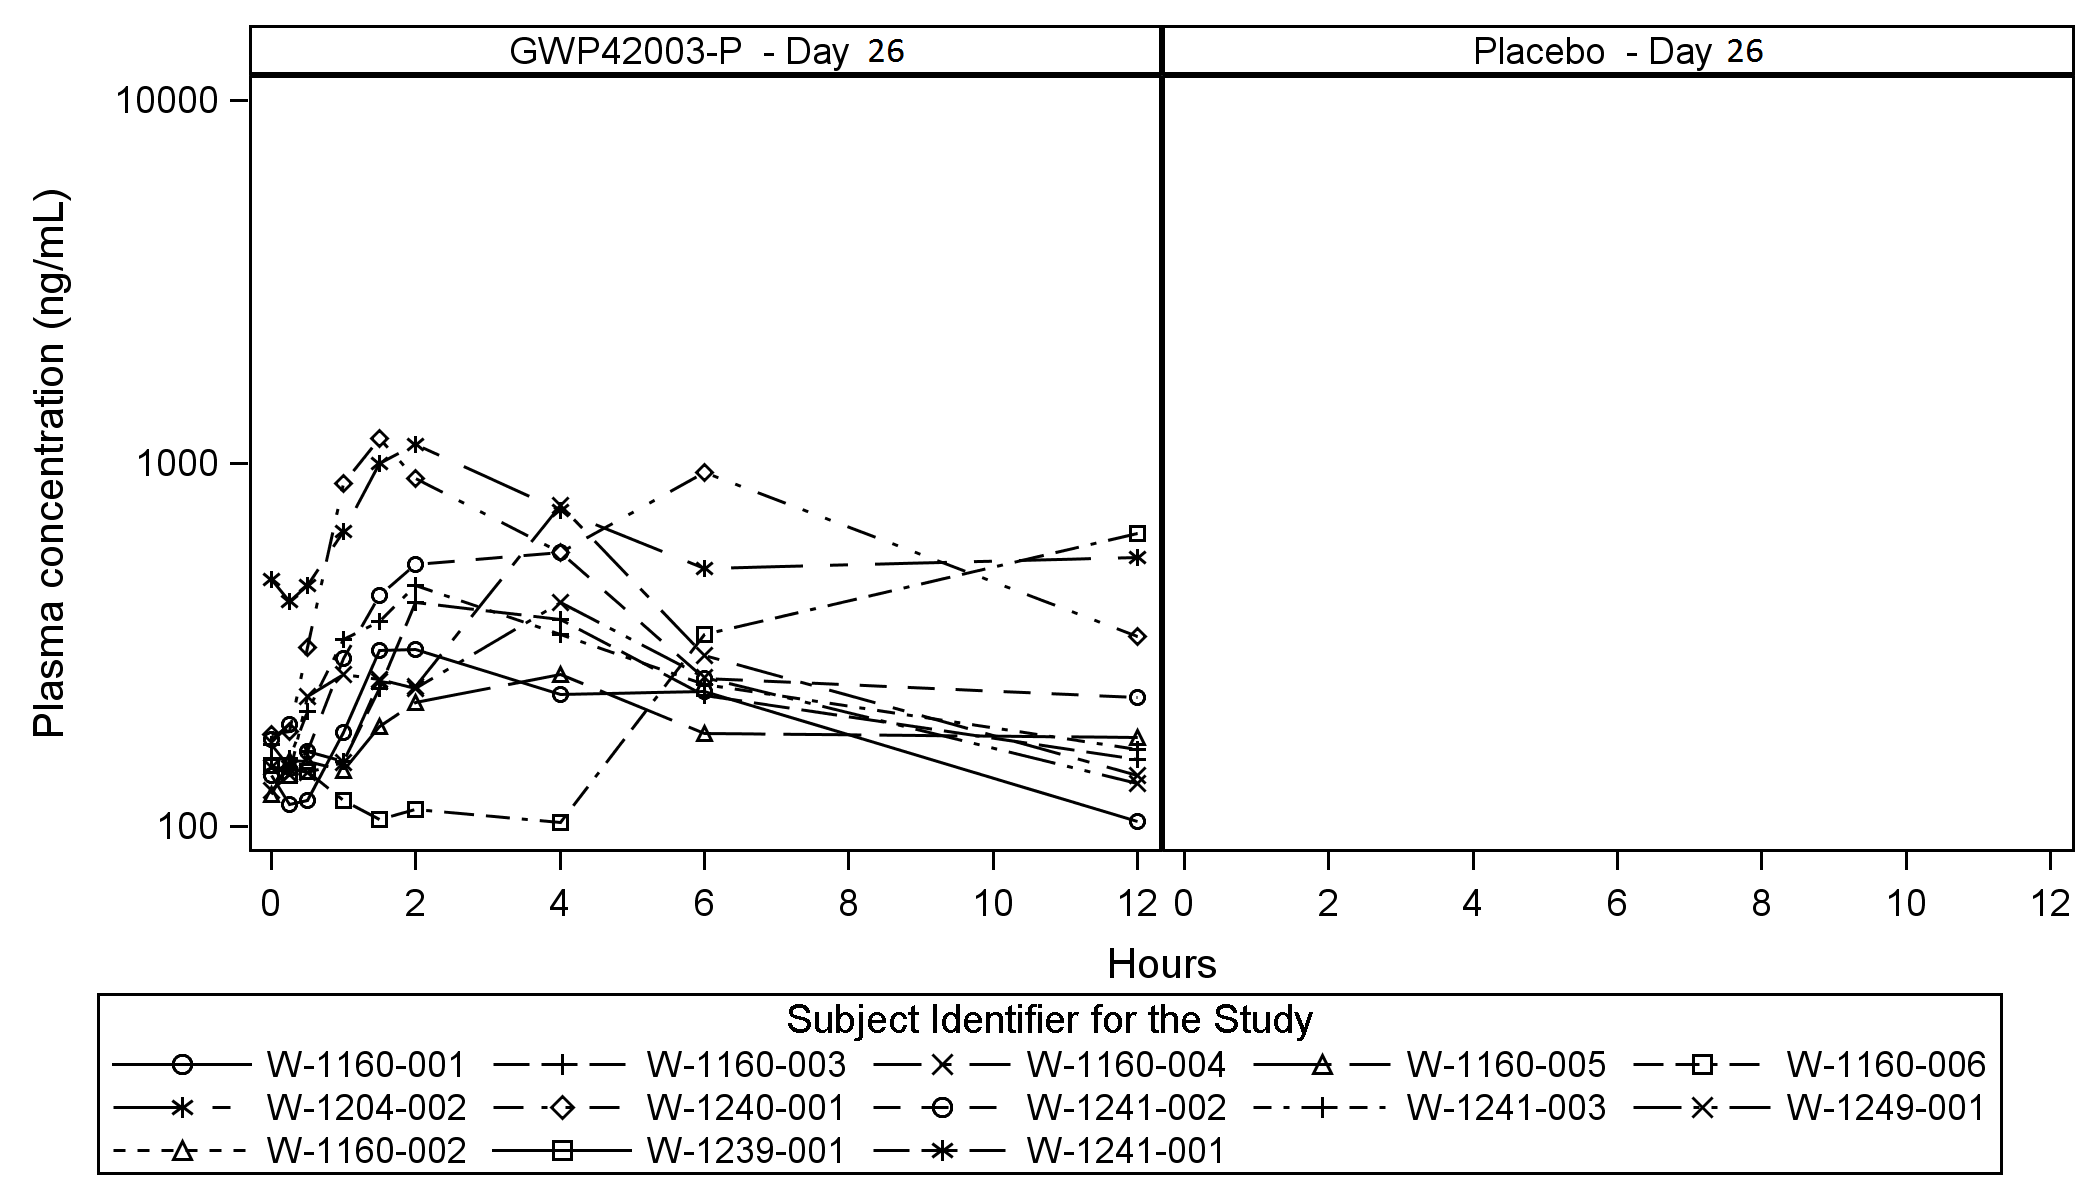 GWP42003-P - Day 26
Placebo - Day 26
Plasma concentration (ng/mL)
10000
1000
100
0 2 4 6 8 10 12 0 2 4 6 8 10 12
Hours
Subject Identifier for the Study
W-1160-001 W-1160-003 W-1160-004 W-1160-005 W-1160-006
W-1204-002 W-1240-001 W-1241-002 W-1241-003 W-1249-001
W-1160-002 W-1239-001 W-1241-001